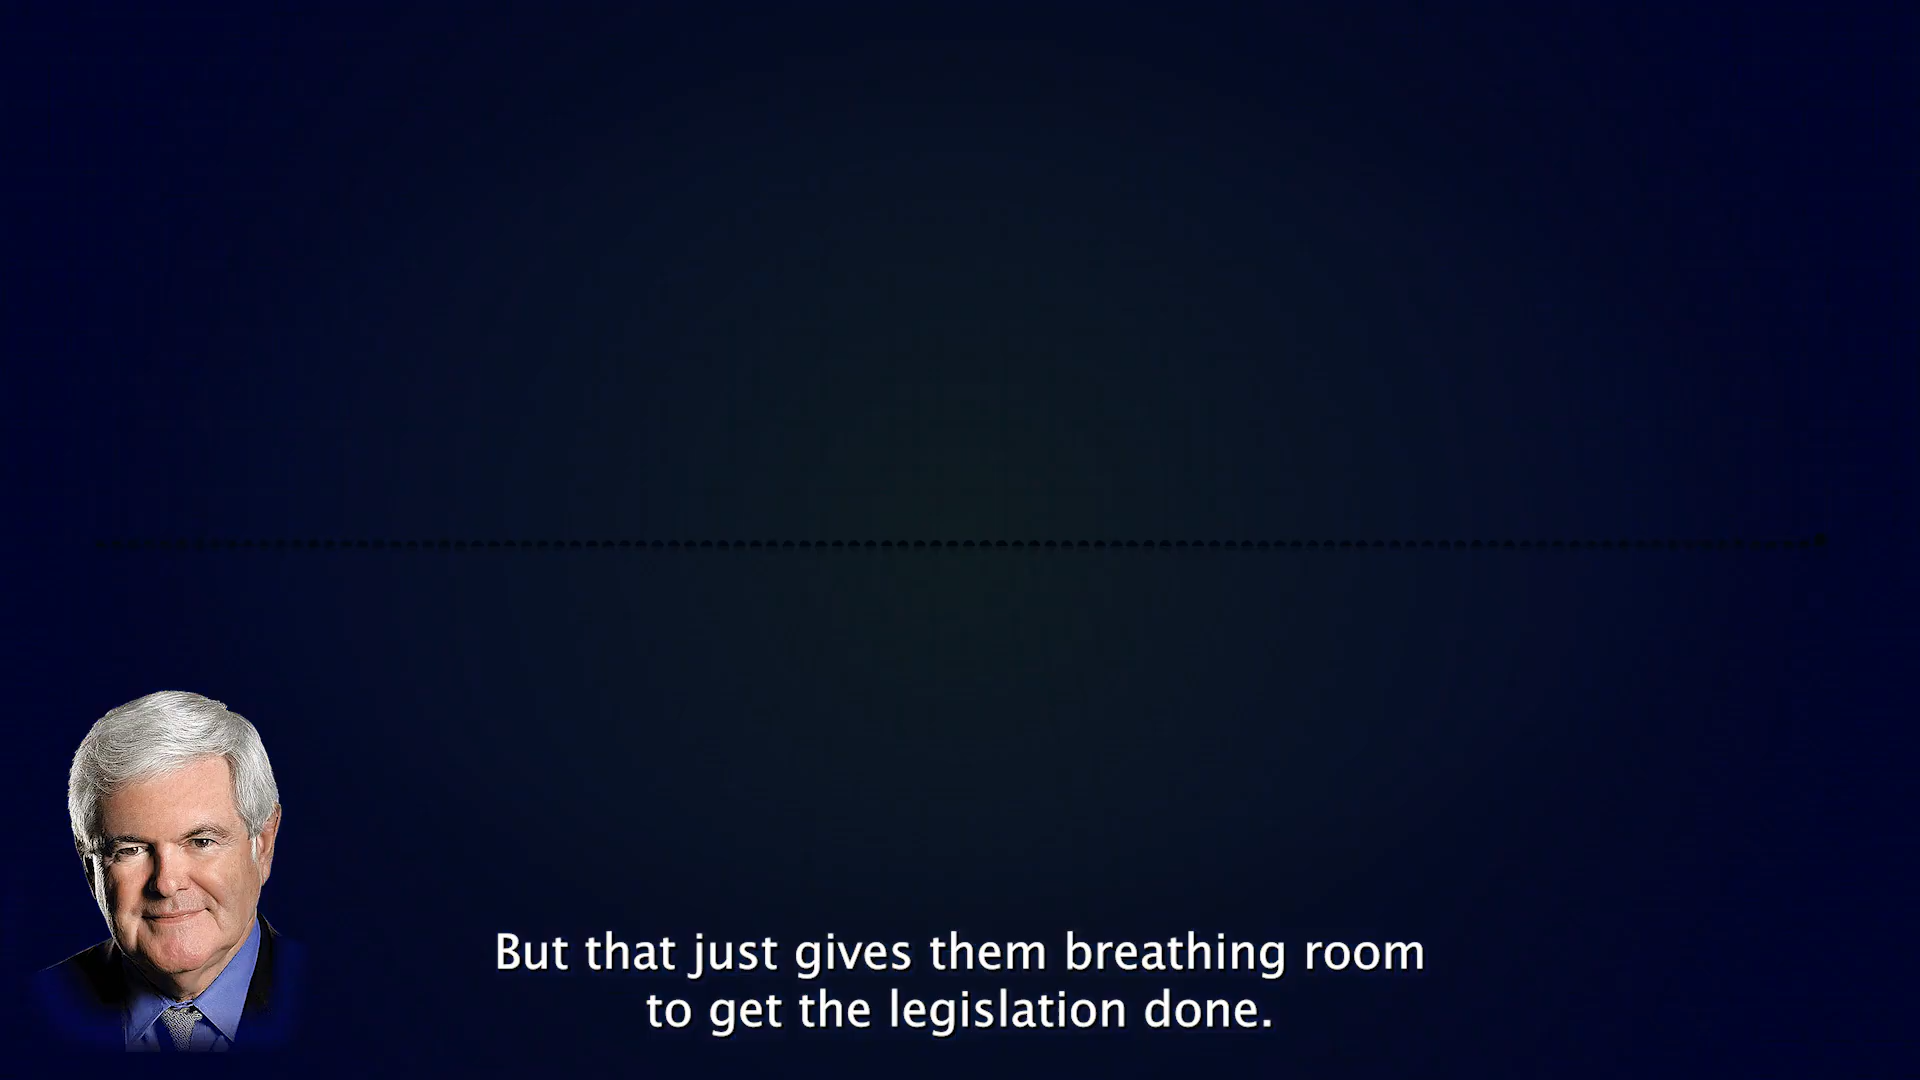 But that just gives them breathing room
to get the legislation done.